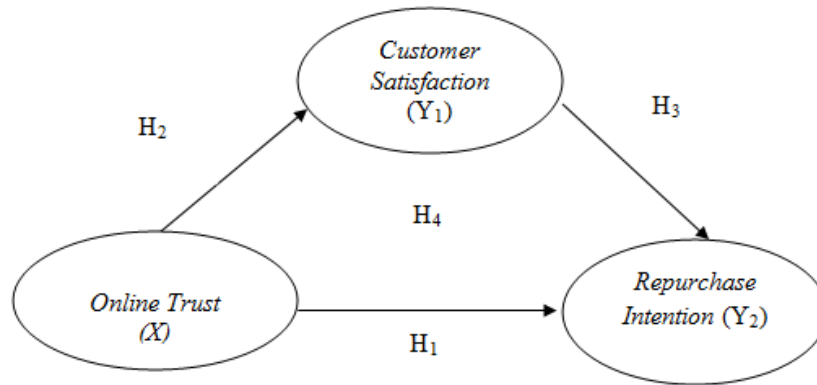 Customer
Satisfaction
(Y₁)
H₂
H₃
H₄
Online Trust
(X)
Repurchase
Intention (Y₂)
H₁